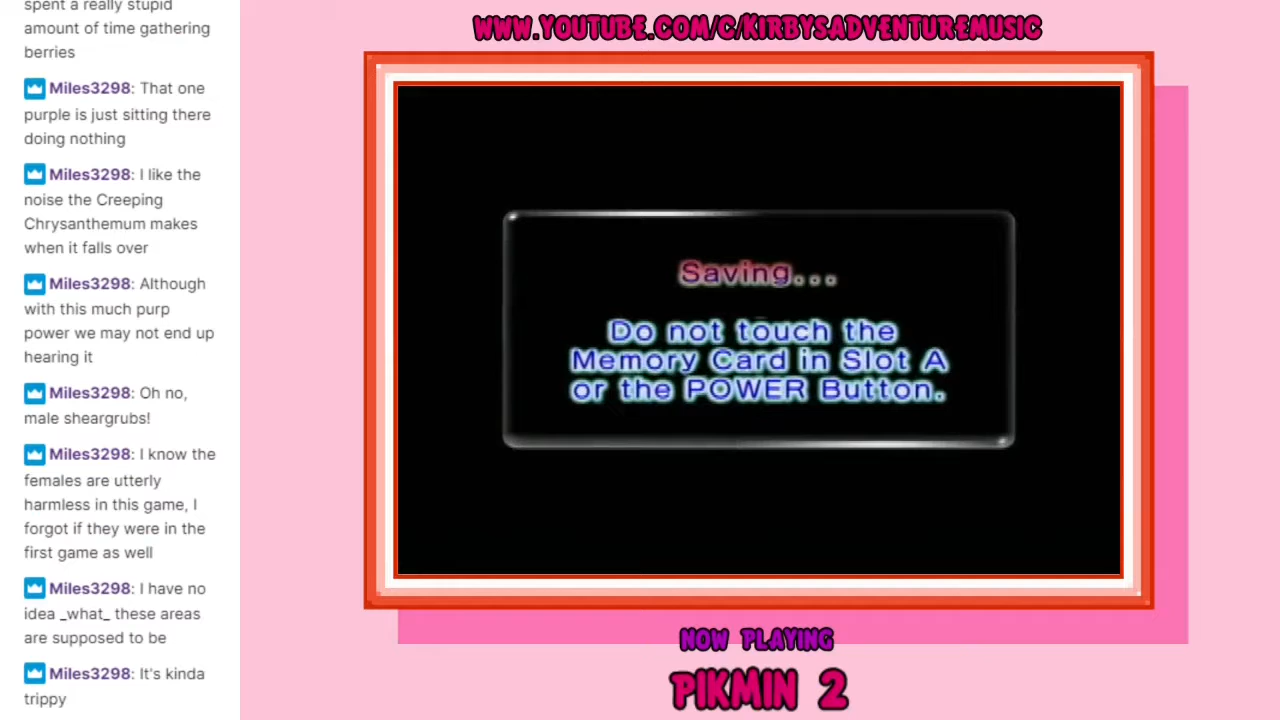 spent a really stupid
amount of time gathering
berries
Miles3298: That one
purple is just sitting there
doing nothing
Miles3298: I like the
noise the Creeping
Chrysanthemum makes
when it falls over
Miles3298: Although
with this much purp
power we may not end up
hearing it
Miles3298: Oh no,
male sheargrubs!
Miles3298: I know the
females are utterly
harmless in this game, I
forgot if they were in the
first game as well
Miles3298: I have no
idea _what_ these areas
are supposed to be
Miles3298: It's kinda
trippy
WWW.YOUTUBE.COM/C/KIRBYSADVENTUREMUSIC
Saving...
Do not touch the
Memory Card in Slot A
or the POWER Button.
NOW PLAYING
PIKMIN 2